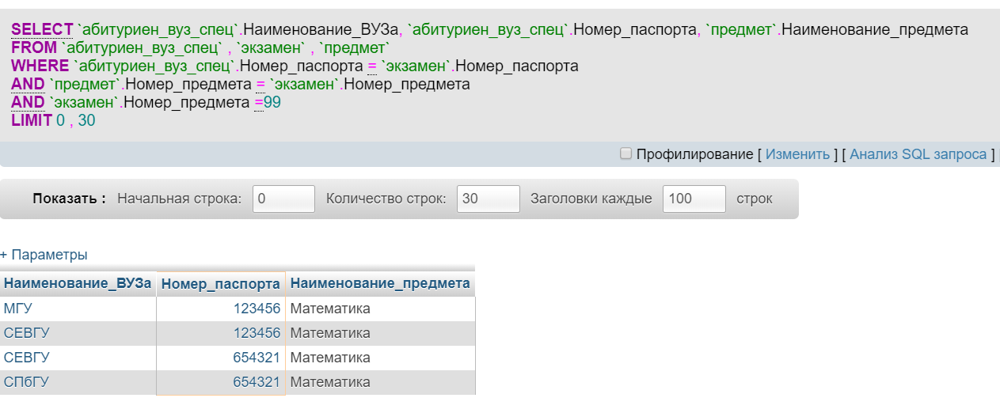 SELECT `абитуриен_вуз_спец`.Наименование_ВУЗа, `абитуриен_вуз_спец`.Номер_паспорта, `предмет`.Наименование_предмета
FROM `абитуриен_вуз_спец` , `экзамен` , `предмет`
WHERE `абитуриен_вуз_спец`.Номер_паспорта = `экзамен`.Номер_паспорта
AND `предмет`.Номер_предмета = `экзамен`.Номер_предмета
AND `экзамен`.Номер_предмета =99
LIMIT 0 , 30
Профилирование [ Изменить ] [ Анализ SQL запроса ]
Показать : Начальная строка: 0 Количество строк: 30 Заголовки каждые 100 строк
+ Параметры
Наименование_ВУЗа Номер_паспорта Наименование_предмета
МГУ 123456 Математика
СЕВГУ 123456 Математика
СЕВГУ 654321 Математика
СПбГУ 654321 Математика